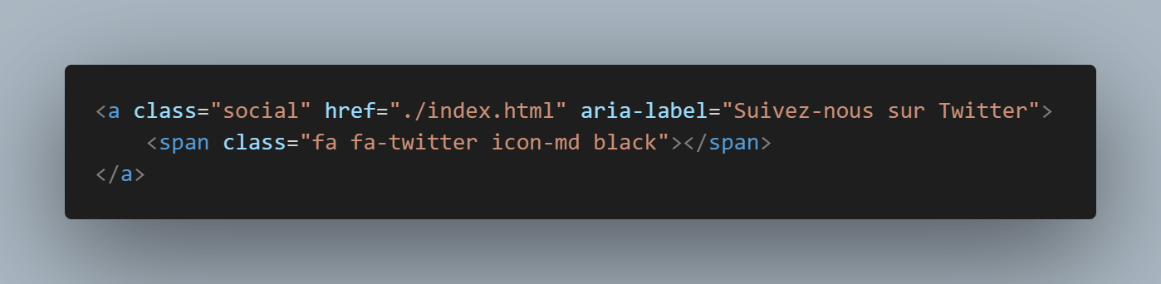 <a class="social" href="./index.html" aria-label="Suivez-nous sur Twitter">
    <span class="fa fa-twitter icon-md black"></span>
</a>